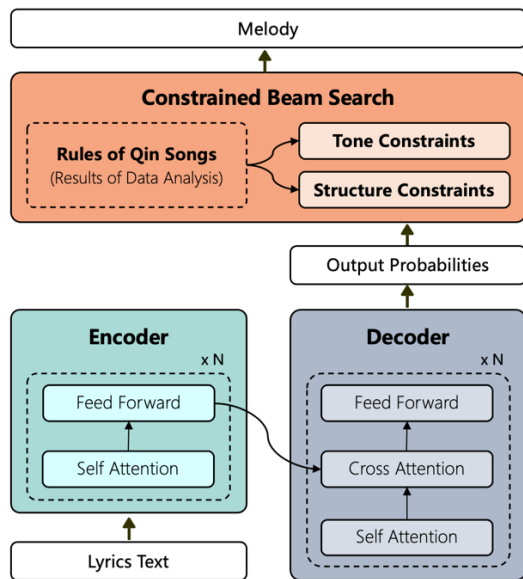 Melody
Constrained Beam Search
Rules of Qin Songs
(Results of Data Analysis)
Tone Constraints
Structure Constraints
Output Probabilities
Encoder
x N
Feed Forward
Self Attention
Lyrics Text
Decoder
x N
Feed Forward
Cross Attention
Self Attention